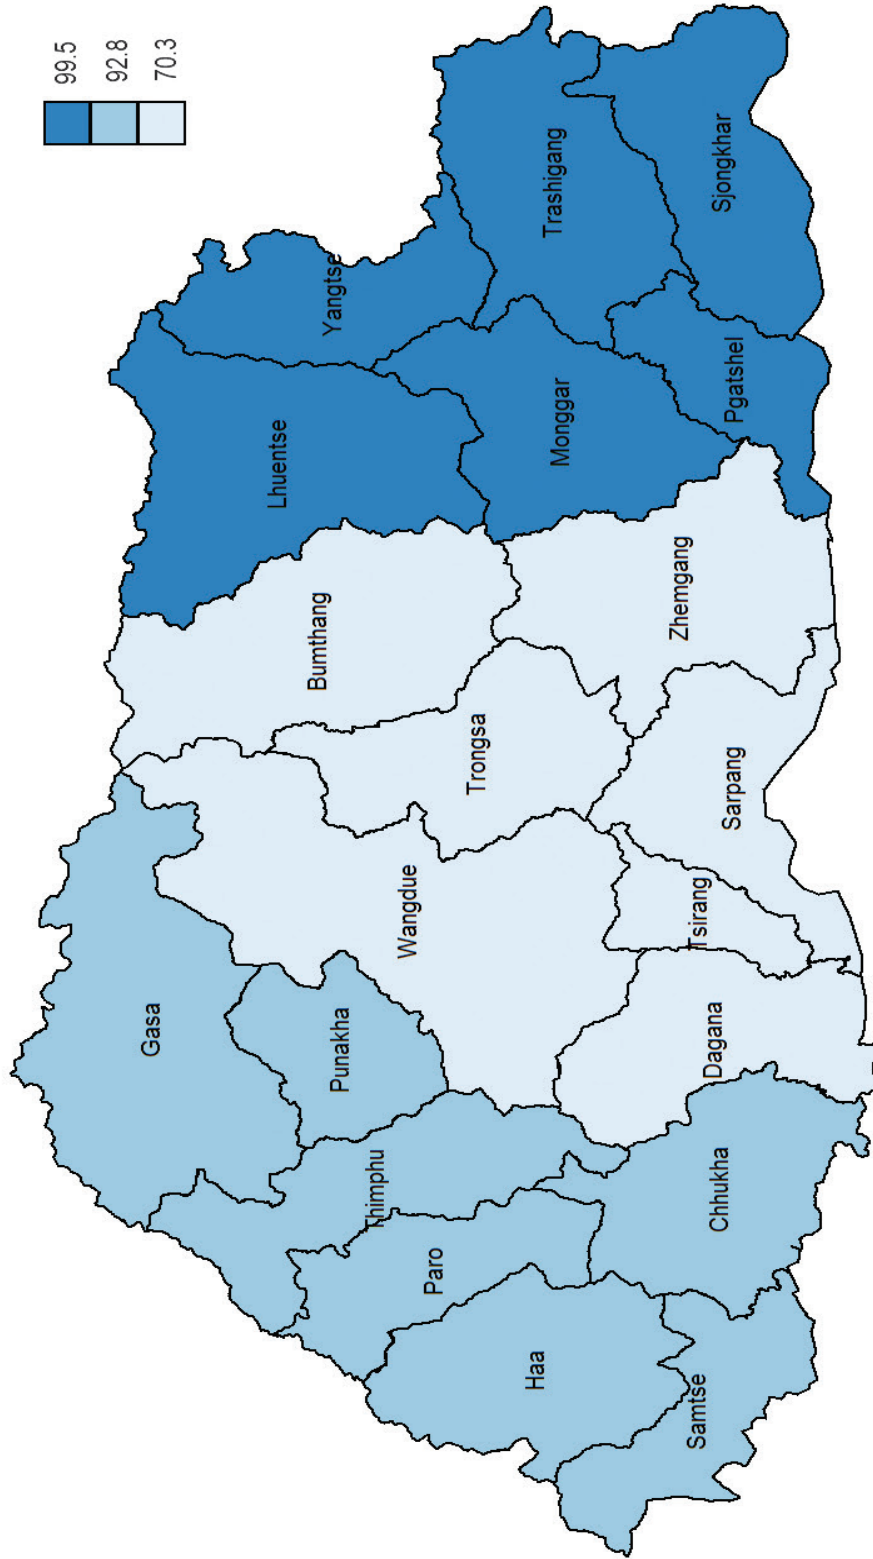 99.5
92.8
70.3
Gasa
Punakha
Thimphu
Paro
Haa
Samtse
Chhukha
Dagana
Tsirang
Wangdue
Sarpang
Trongsa
Bumthang
Zhemgang
Lhuentse
Yangtse
Monggar
Trashigang
Pgatshel
Sjongkhar